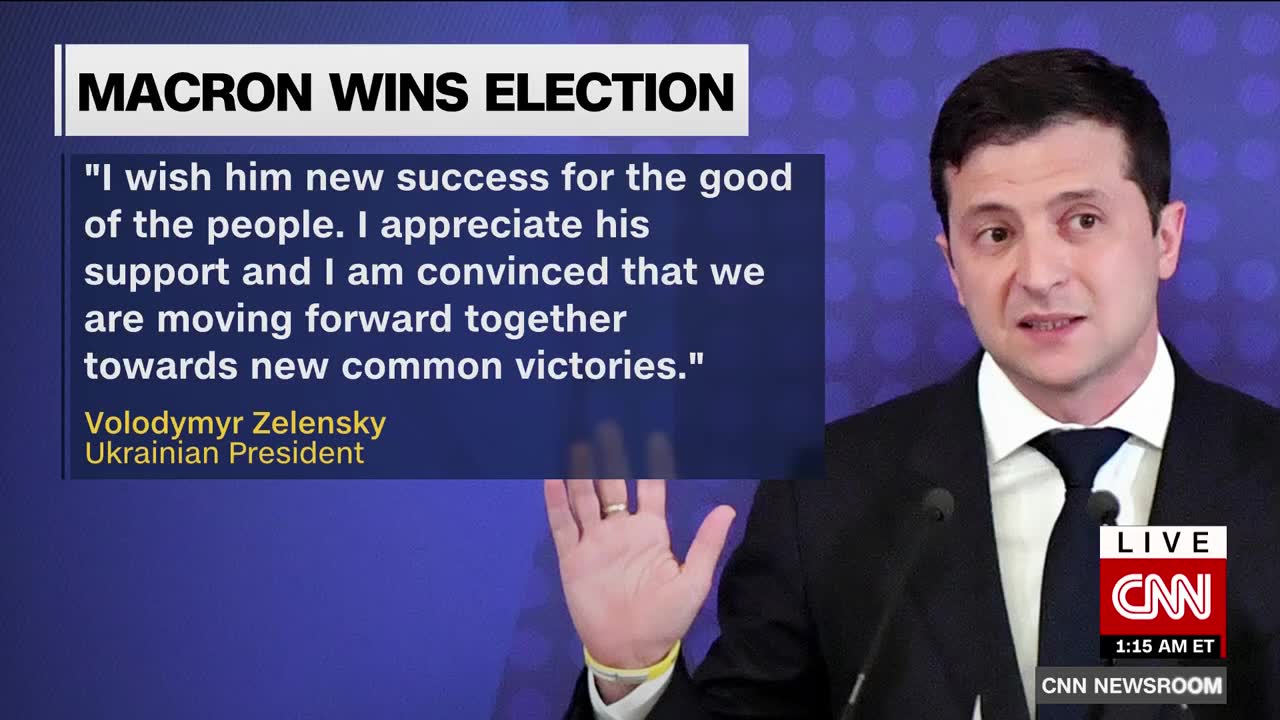 MACRON WINS ELECTION
"I wish him new success for the good
of the people. I appreciate his
support and I am convinced that we
are moving forward together
towards new common victories."
Volodymyr Zelensky
Ukrainian President
LIVE
CNN
1:15 AM ET
CNN NEWSROOM